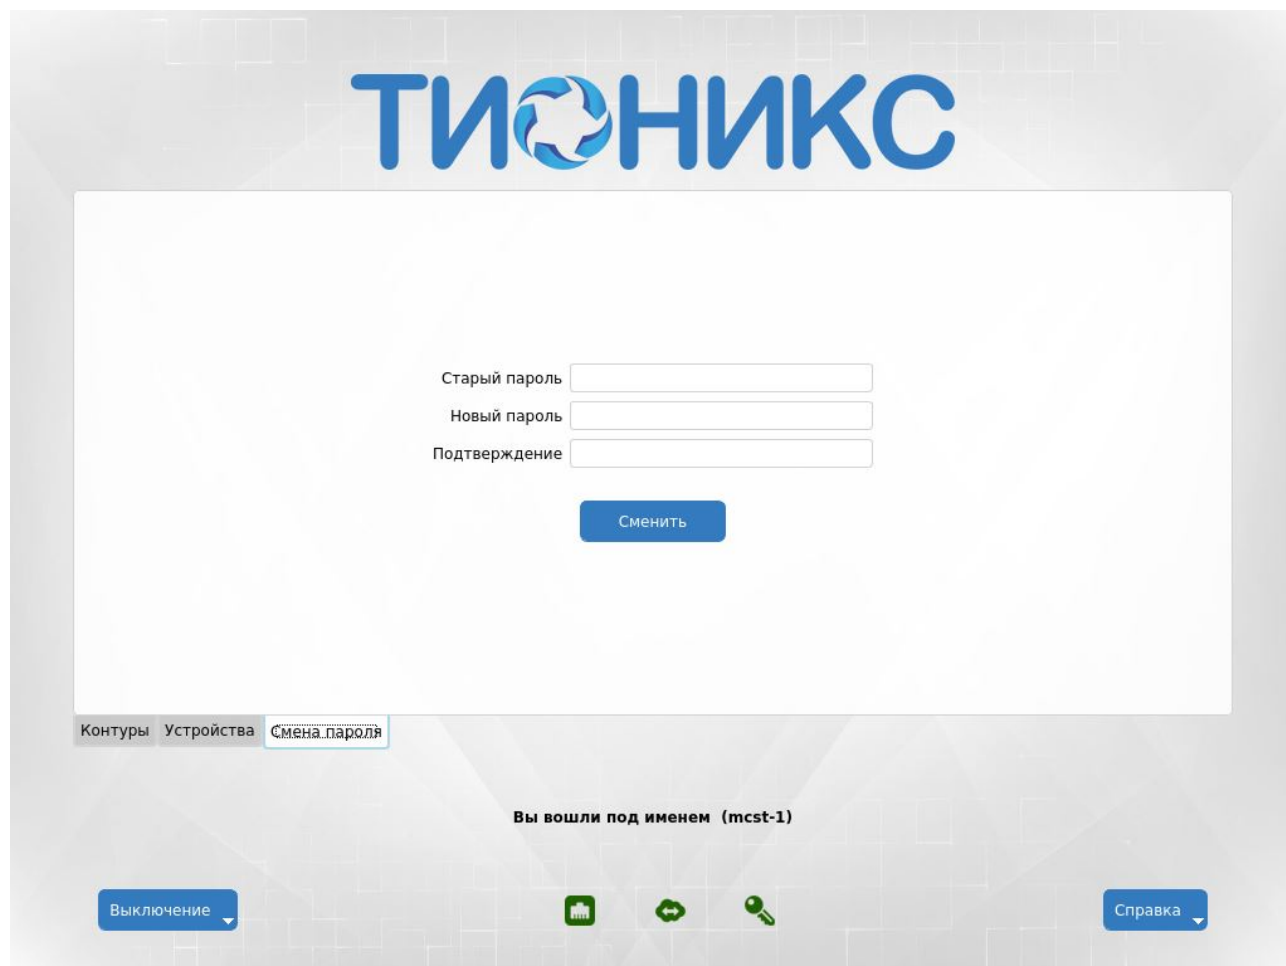 ТИОНИКС
Старый пароль
Новый пароль
Подтверждение
Сменить
Контуры Устройства Смена пароля
Вы вошли под именем (mcst-1)
Выключение
Справка